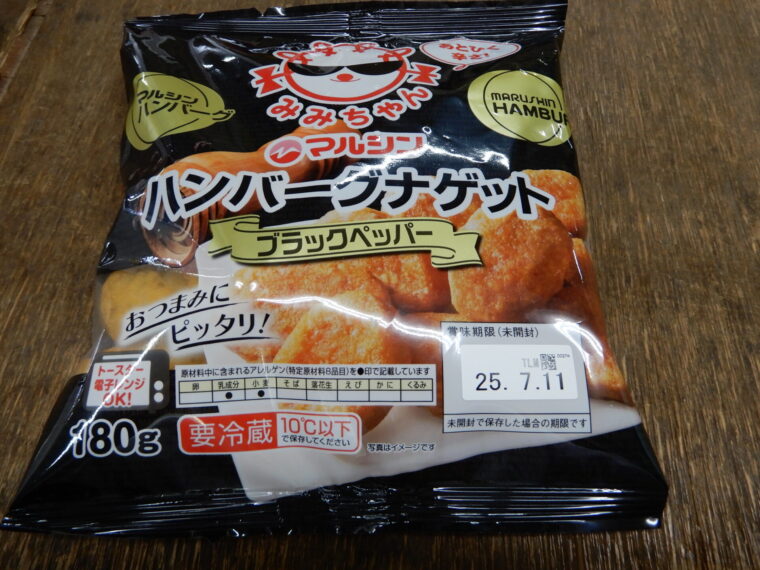 おとなな辛さ!
みみちゃん
マルシン
ハンバーグ
MARUSHIN
HAMBUR
マルシン
ハンバーグナゲット
ブラックペッパー
おつまみに
ピッタリ!
トースター
電子レンジ
OK!
原材料中に含まれるアレルゲン(特定原材料8品目)を●印で記載しています
卵 乳成分 小麦 そば 落花生 えび かに くるみ
● ●
180g
要冷蔵
10℃以下
で保存してください
写真はイメージです
賞味期限(未開封)
TLM
25. 7.11
未開封で保存した場合の期限です